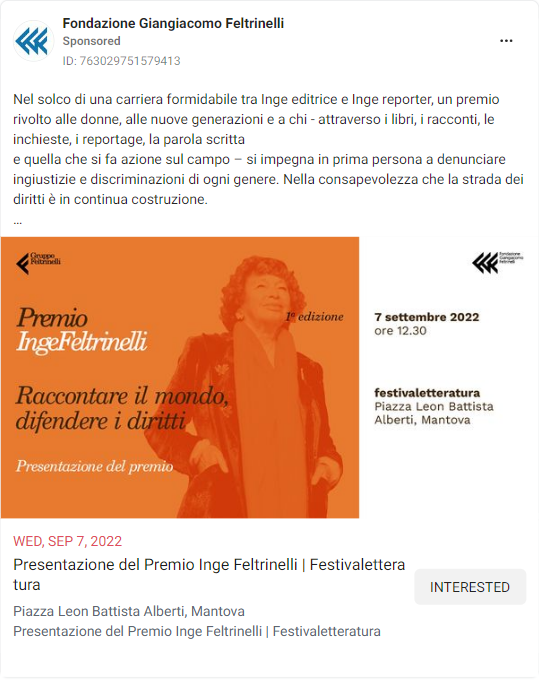 Fondazione Giangiacomo Feltrinelli
Sponsored
ID: 763029751579413
Nel solco di una carriera formidabile tra Inge editrice e Inge reporter, un premio
rivolto alle donne, alle nuove generazioni e a chi - attraverso i libri, i racconti, le
inchieste, i reportage, la parola scritta
e quella che si fa azione sul campo – si impegna in prima persona a denunciare
ingiustizie e discriminazioni di ogni genere. Nella consapevolezza che la strada dei
diritti è in continua costruzione.
...
Gruppo
Feltrinelli
Fondazione
Giangiacomo
Feltrinelli
Premio
IngeFeltrinelli
1ª edizione
Raccontare il mondo,
difendere i diritti
Presentazione del premio
7 settembre 2022
ore 12.30
festivaletteratura
Piazza Leon Battista
Alberti, Mantova
WED, SEP 7, 2022
Presentazione del Premio Inge Feltrinelli | Festivalettera
tura
Piazza Leon Battista Alberti, Mantova
Presentazione del Premio Inge Feltrinelli | Festivaletteratura
INTERESTED